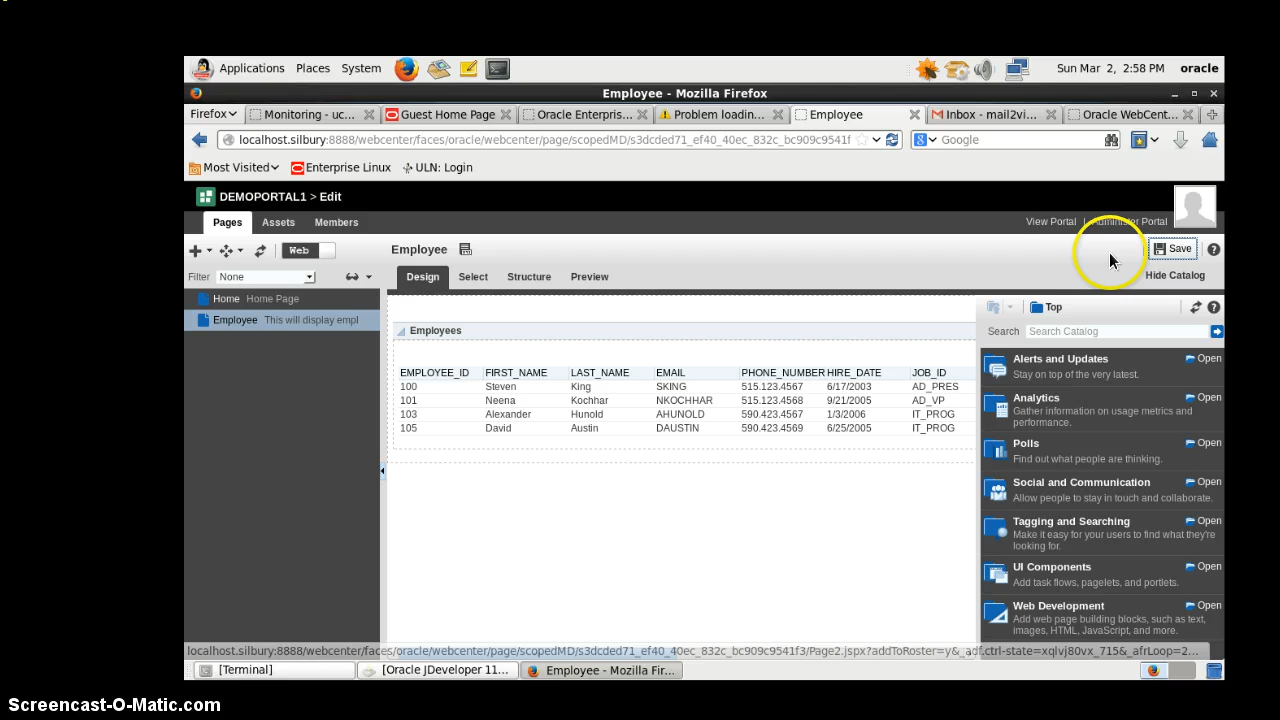 Applications Places System Sun Mar 2, 2:58 PM oracle
Employee - Mozilla Firefox
Firefox Monitoring - uc... Guest Home Page Oracle Enterpris... Problem loadin... Employee Inbox - mail2vi... Oracle WebCent...
localhost.silbury:8888/webcenter/faces/oracle/webcenter/page/scopedMD/s3dcded71_ef40_40ec_832c_bc909c9541f Google
Most Visited Enterprise Linux ULN: Login
DEMOPORTAL1 > Edit
Pages Assets Members View Portal | Administer Portal
Web Employee Save
Filter None Design Select Structure Preview Hide Catalog
Home Home Page
Employee This will display empl
Top
Search Search Catalog
Employees
EMPLOYEE_ID FIRST_NAME LAST_NAME EMAIL PHONE_NUMBER HIRE_DATE JOB_ID
100 Steven King SKING 515.123.4567 6/17/2003 AD_PRES
101 Neena Kochhar NKOCHHAR 515.123.4568 9/21/2005 AD_VP
103 Alexander Hunold AHUNOLD 590.423.4567 1/3/2006 IT_PROG
105 David Austin DAUSTIN 590.423.4569 6/25/2005 IT_PROG
Alerts and Updates Open
Stay on top of the very latest.
Analytics Open
Gather information on usage metrics and
performance.
Polls Open
Find out what people are thinking.
Social and Communication Open
Allow people to stay in touch and collaborate.
Tagging and Searching Open
Make it easy for your users to find what they're
looking for.
UI Components Open
Add task flows, pagelets, and portlets.
Web Development Open
Add web page building blocks, such as text,
images, HTML, JavaScript, and more.
localhost.silbury:8888/webcenter/faces/oracle/webcenter/page/scopedMD/s3dcded71_ef40_40ec_832c_bc909c9541f3/Page2.jspx?addToRoster=y&_adf.ctrl-state=xqlvj80vx_715&_afrLoop=2...
[Terminal] [Oracle JDeveloper 11... Employee - Mozilla Fir...
Screencast-O-Matic.com